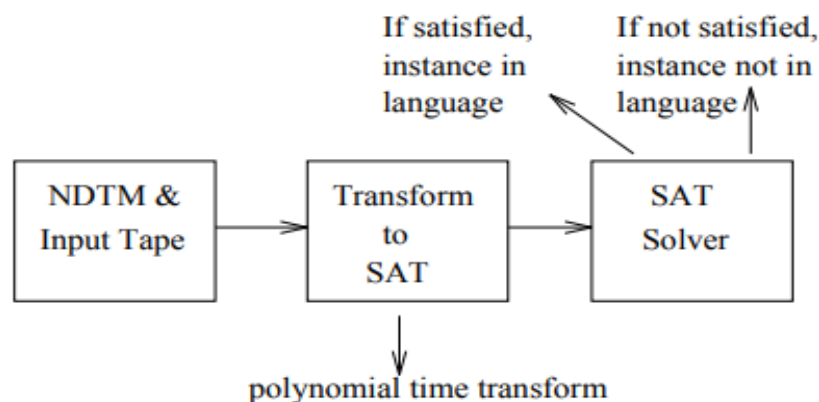 If satisfied,
instance in
language
If not satisfied,
instance not in
language
NDTM &
Input Tape
Transform
to
SAT
SAT
Solver
polynomial time transform